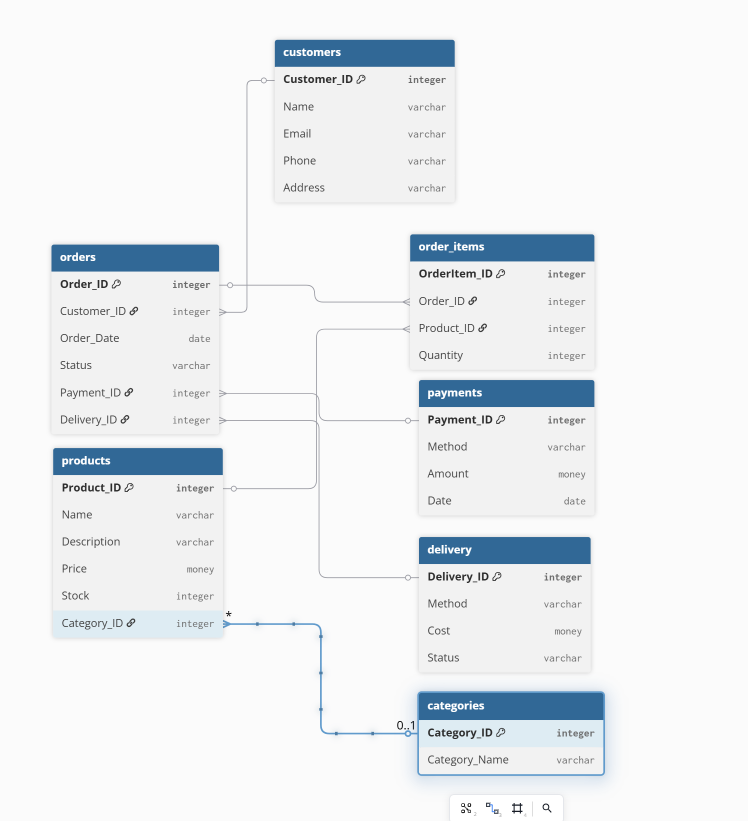 customers
Customer_ID integer
Name varchar
Email varchar
Phone varchar
Address varchar
orders
Order_ID integer
Customer_ID integer
Order_Date date
Status varchar
Payment_ID integer
Delivery_ID integer
order_items
OrderItem_ID integer
Order_ID integer
Product_ID integer
Quantity integer
payments
Payment_ID integer
Method varchar
Amount money
Date date
products
Product_ID integer
Name varchar
Description varchar
Price money
Stock integer
Category_ID integer
*
delivery
Delivery_ID integer
Method varchar
Cost money
Status varchar
0..1
categories
Category_ID integer
Category_Name varchar